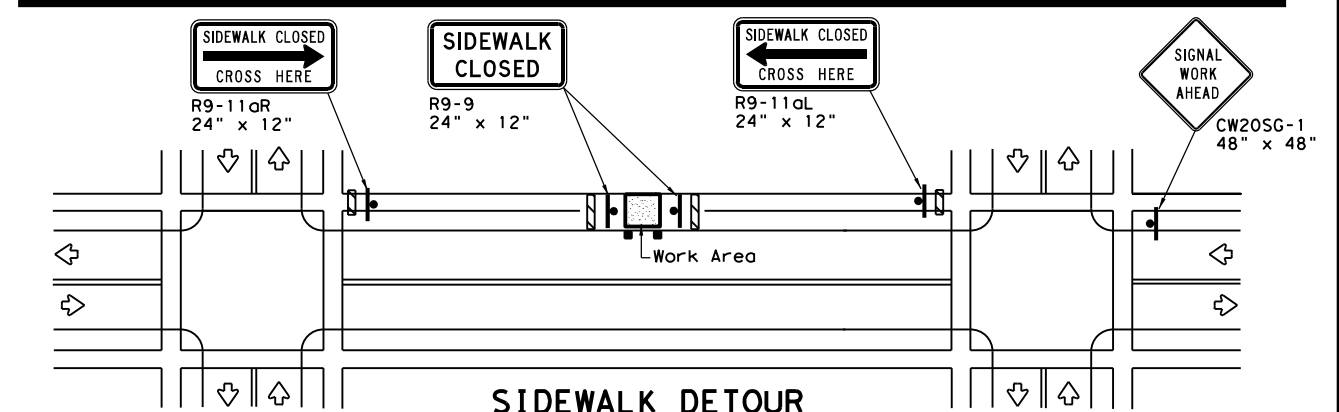 SIDEWALK CLOSED
CROSS HERE
R9-11aR
24" x 12"
SIDEWALK
CLOSED
R9-9
24" x 12"
SIDEWALK CLOSED
CROSS HERE
R9-11aL
24" x 12"
SIGNAL
WORK
AHEAD
CW20SG-1
48" x 48"
Work Area
SIDEWALK DETOUR